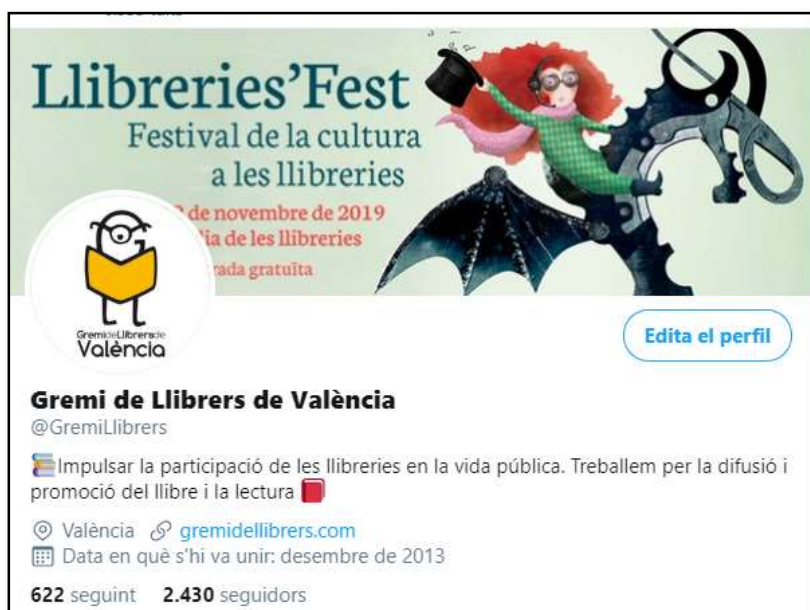 Llibreries’Fest
Festival de la cultura
a les llibreries
de novembre de 2019
dia de les llibreries
gratuïta
GremideLlibrersde
València
Edita el perfil
Gremi de Llibrers de València
@GremiLlibrers
Impulsar la participació de les llibreries en la vida pública. Treballem per la difusió i
promoció del llibre i la lectura
València gremidellibrers.com
Data en què s’hi va unir: desembre de 2013
622 seguint 2.430 seguidors